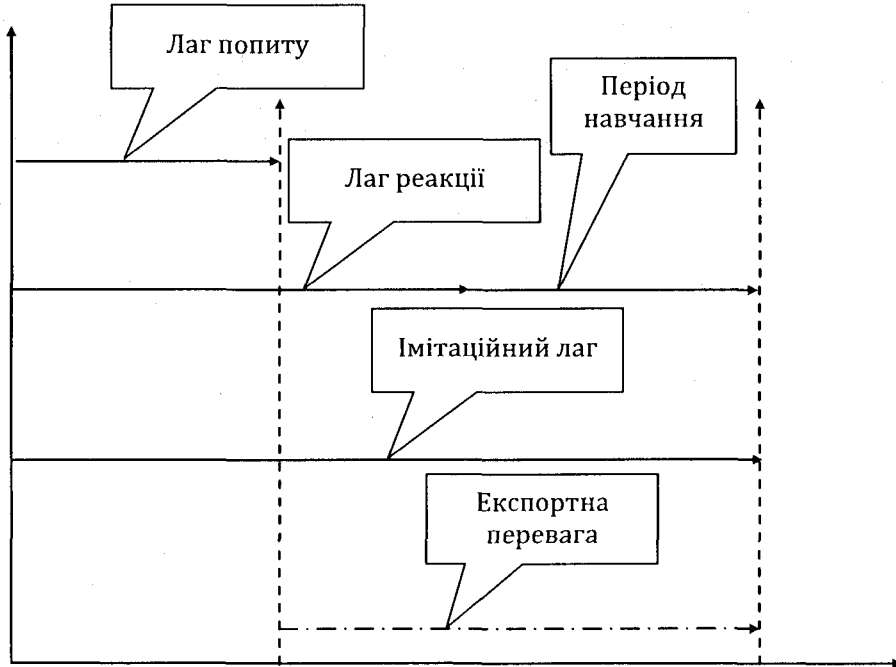 Лаг попиту
Період
навчання
Лаг реакції
Імітаційний лаг
Експортна
перевага